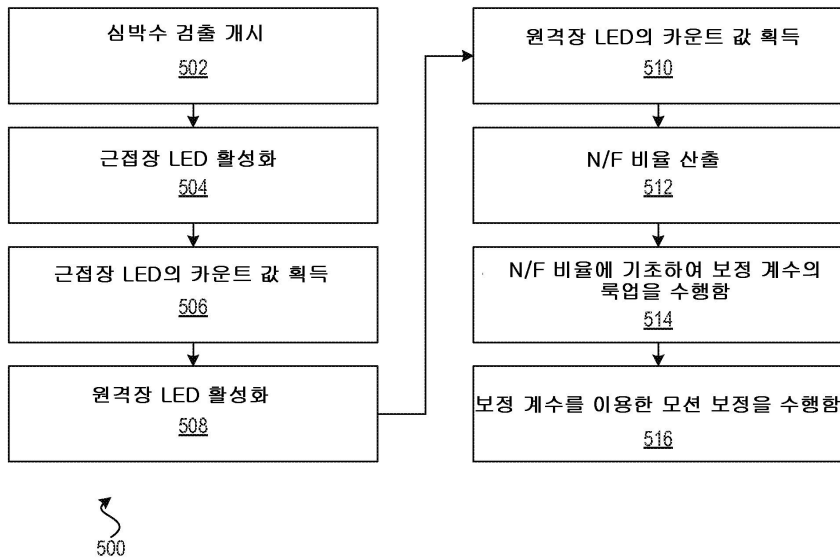 심박수 검출 개시
502
근접장 LED 활성화
504
근접장 LED의 카운트 값 획득
506
원격장 LED 활성화
508
원격장 LED의 카운트 값 획득
510
N/F 비율 산출
512
N/F 비율에 기초하여 보정 계수의
룩업을 수행함
514
보정 계수를 이용한 모션 보정을 수행함
516
500